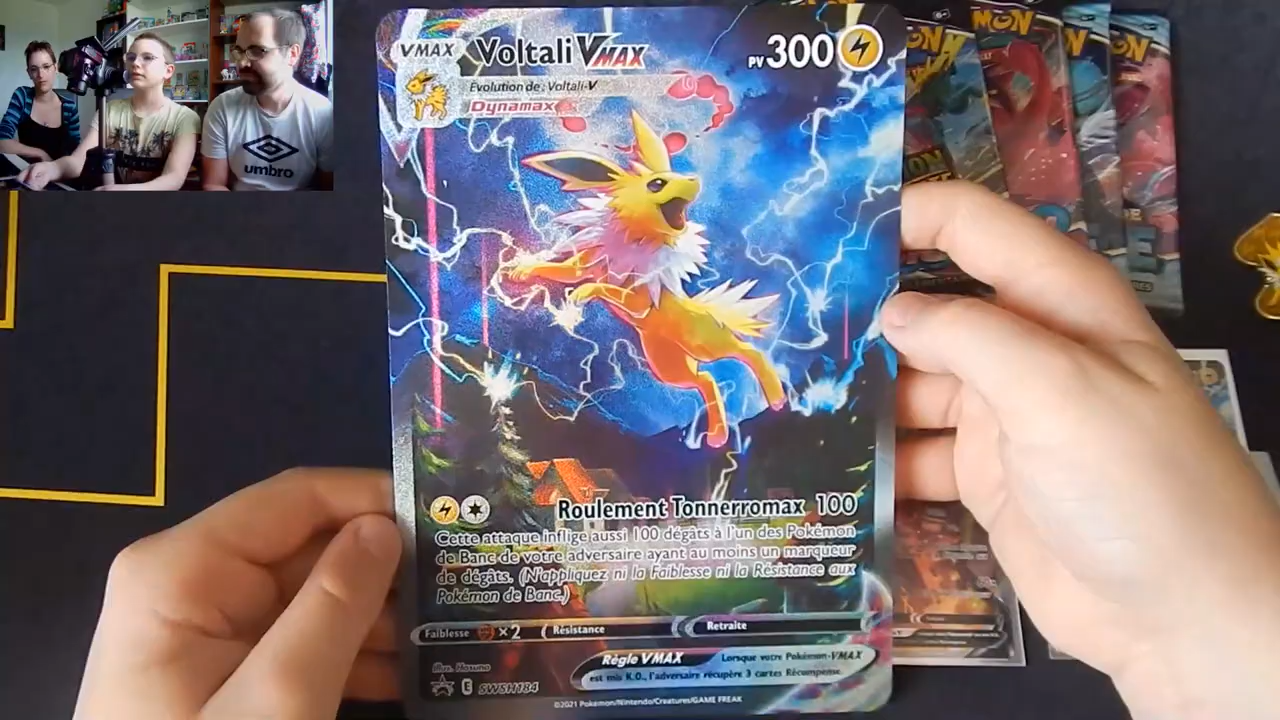 VMAX Voltali VMAX PV 300
Evolution de : Voltali-V
Dynamax
umbro
Roulement Tonnerromax 100
Cette attaque inflige aussi 100 dégâts à l'un des Pokémon
de Banc de votre adversaire ayant au moins un marqueur
de dégâts. (N'appliquez ni la Faiblesse ni la Résistance aux
Pokémon de Banc.)
Faiblesse ×2 Résistance Retraite
Règle VMAX Lorsque votre Pokémon-VMAX
est mis K.O., l'adversaire récupère 3 cartes Récompense.
Illus. Hasuno
E SWSH184
©2021 Pokémon/Nintendo/Creatures/GAME FREAK